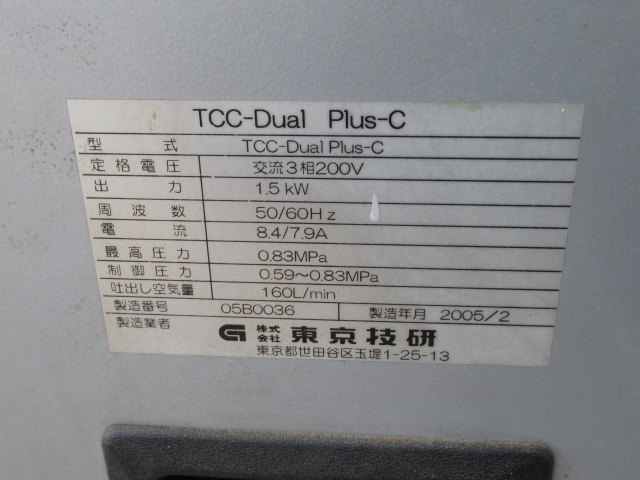 TCC-Dual Plus-C
型式 TCC-Dual Plus-C
定格電圧 交流3相200V
出力 1.5 kW
周波数 50/60Hz
電流 8.4/7.9A
最高圧力 0.83MPa
制御圧力 0.59～0.83MPa
吐出し空気量 160L/min
製造番号 05B0036 製造年月 2005/2
製造業者 株式会社 東京技研
東京都世田谷区玉堤1-25-13